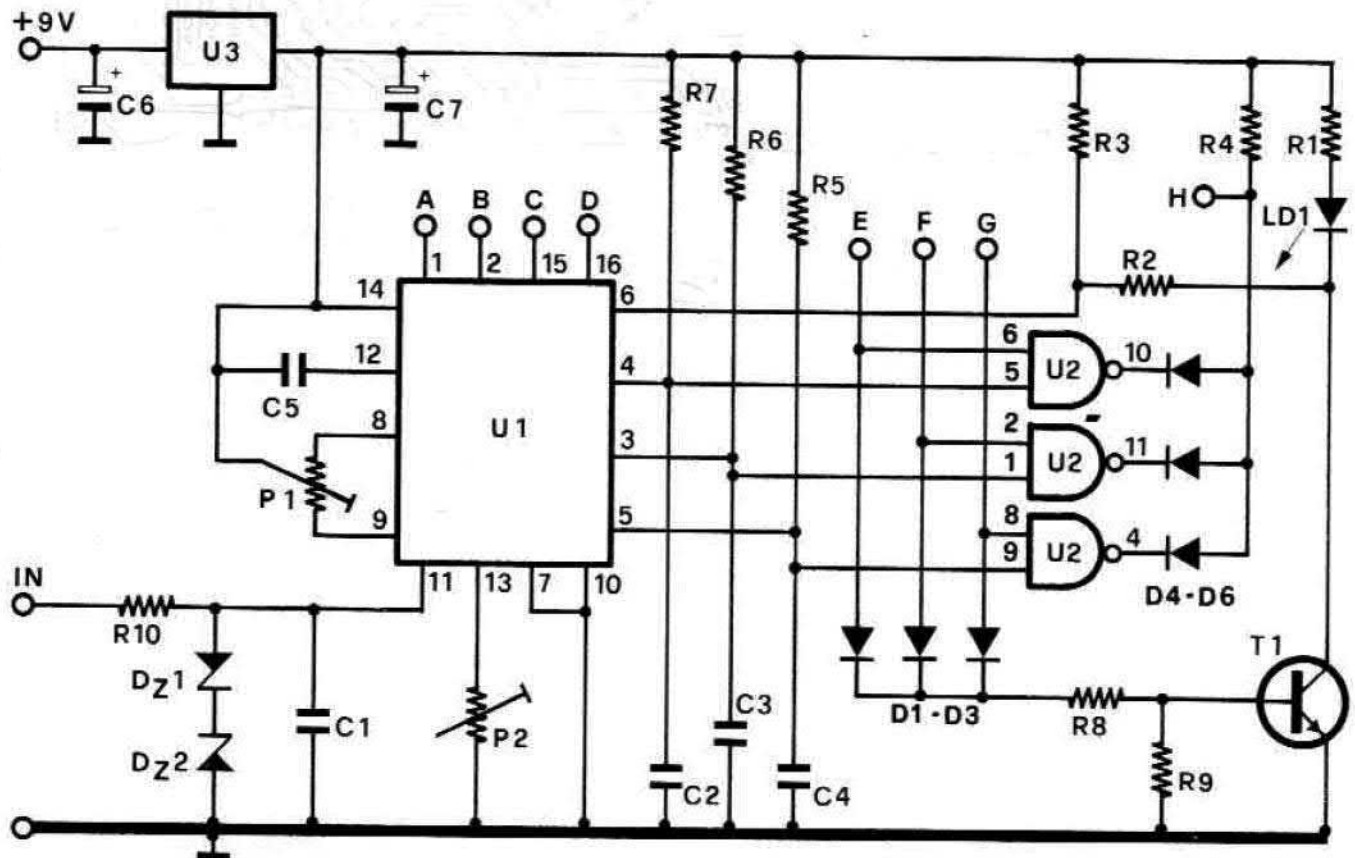 +9V
U3
C6
+
C7
+
R7
R6
R5
R3
R4
R1
H
LD1
R2
A
B
C
D
E
F
G
1
2
15
16
14
6
12
4
C5
8
U1
3
P1
9
5
11
13
7
10
6
5
U2
10
2
1
U2
11
8
9
U2
4
D4-D6
IN
R10
DZ1
DZ2
C1
P2
C2
C3
C4
D1-D3
R8
R9
T1